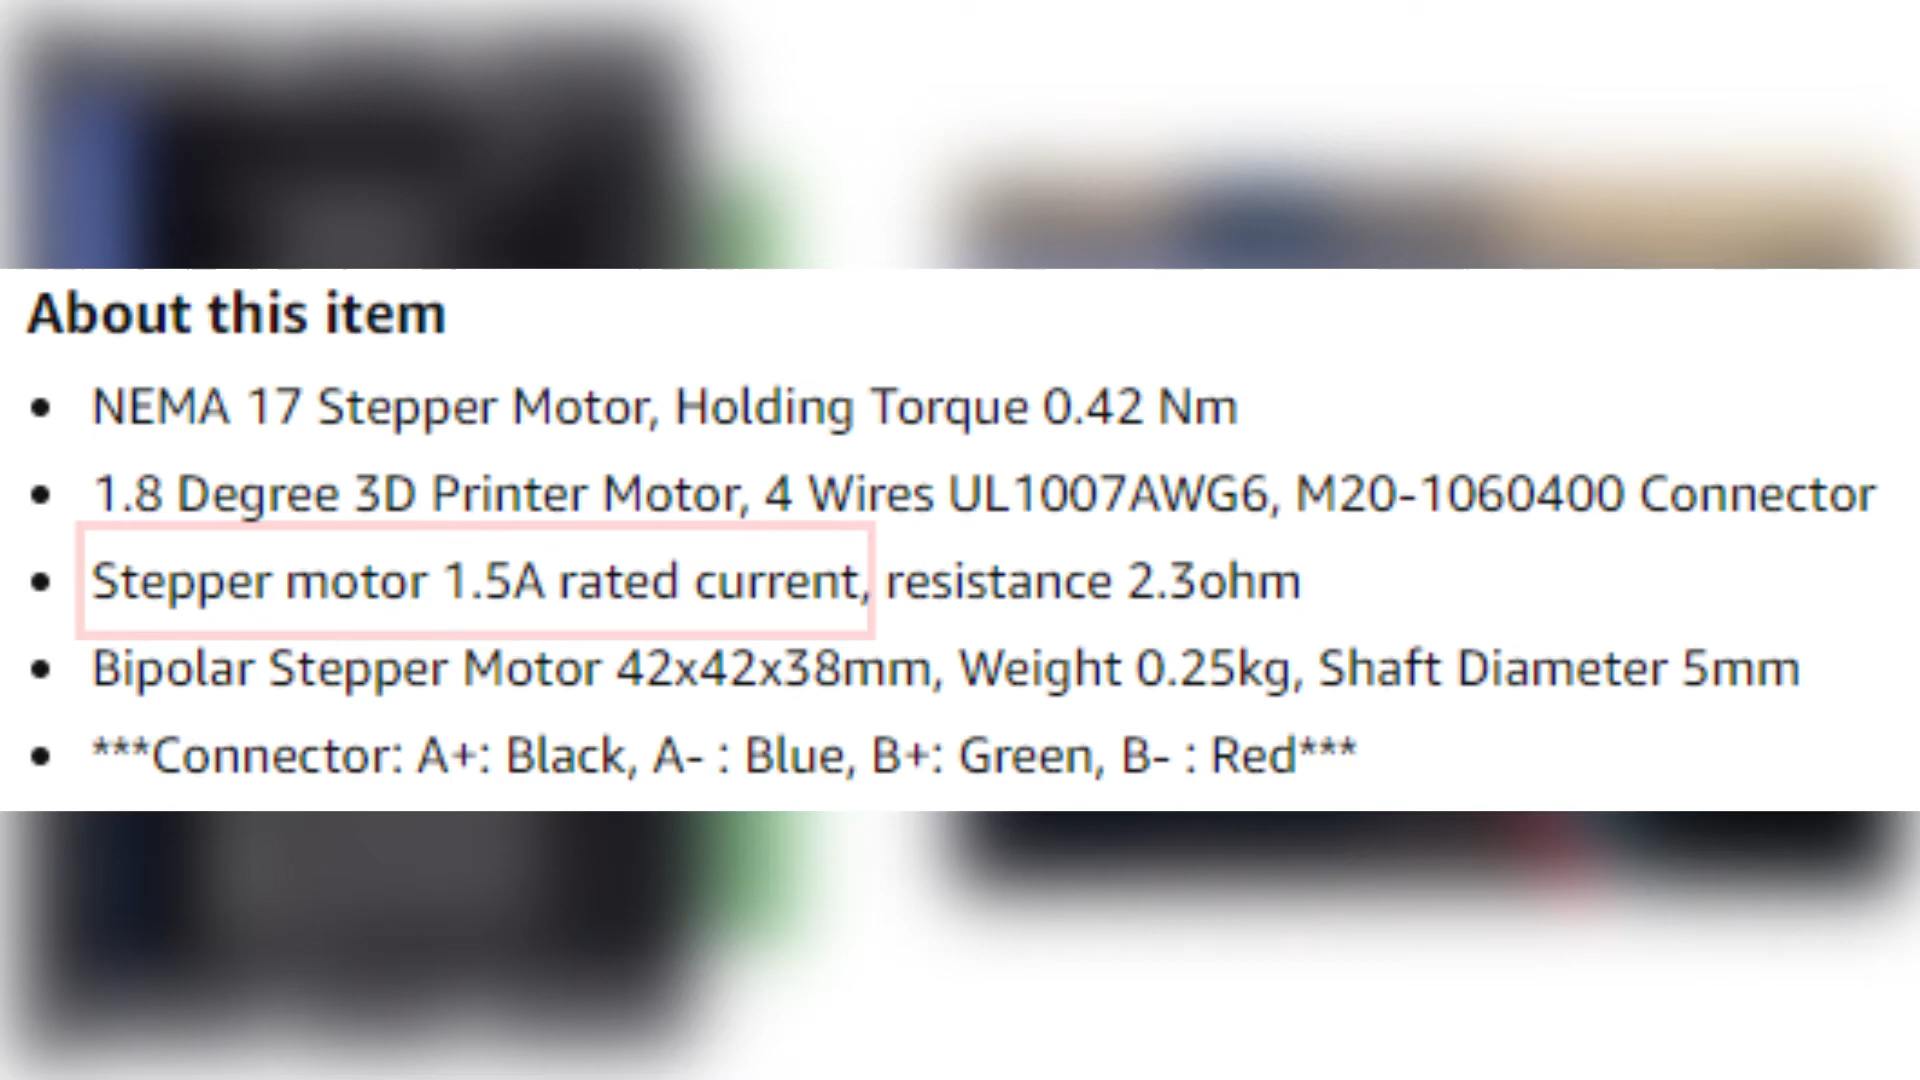 About this item
• NEMA 17 Stepper Motor, Holding Torque 0.42 Nm
• 1.8 Degree 3D Printer Motor, 4 Wires UL1007AWG6, M20-1060400 Connector
• Stepper motor 1.5A rated current, resistance 2.3ohm
• Bipolar Stepper Motor 42x42x38mm, Weight 0.25kg, Shaft Diameter 5mm
• ***Connector: A+: Black, A- : Blue, B+: Green, B- : Red***